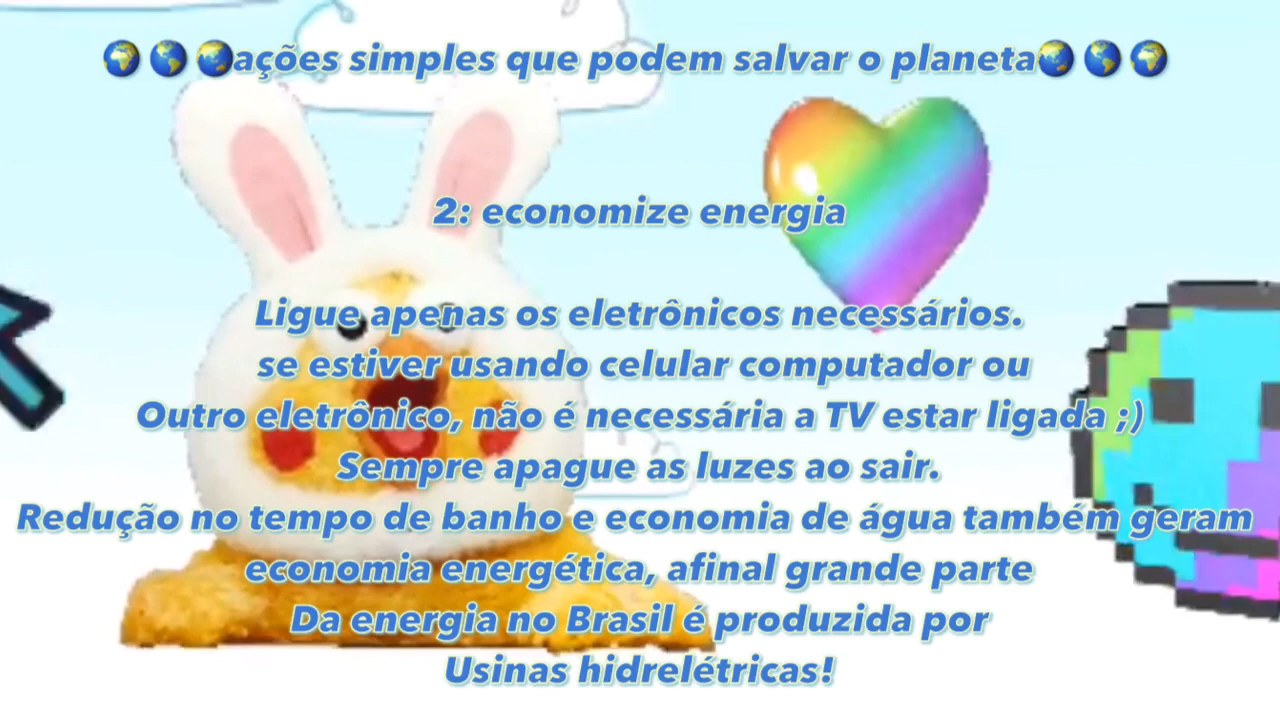 🌍🌎🌏ações simples que podem salvar o planeta🌏🌎🌍
2: economize energia
Ligue apenas os eletrônicos necessários.
se estiver usando celular computador ou
Outro eletrônico, não é necessária a TV estar ligada ;)
Sempre apague as luzes ao sair.
Redução no tempo de banho e economia de água também geram
economia energética, afinal grande parte
Da energia no Brasil é produzida por
Usinas hidrelétricas!